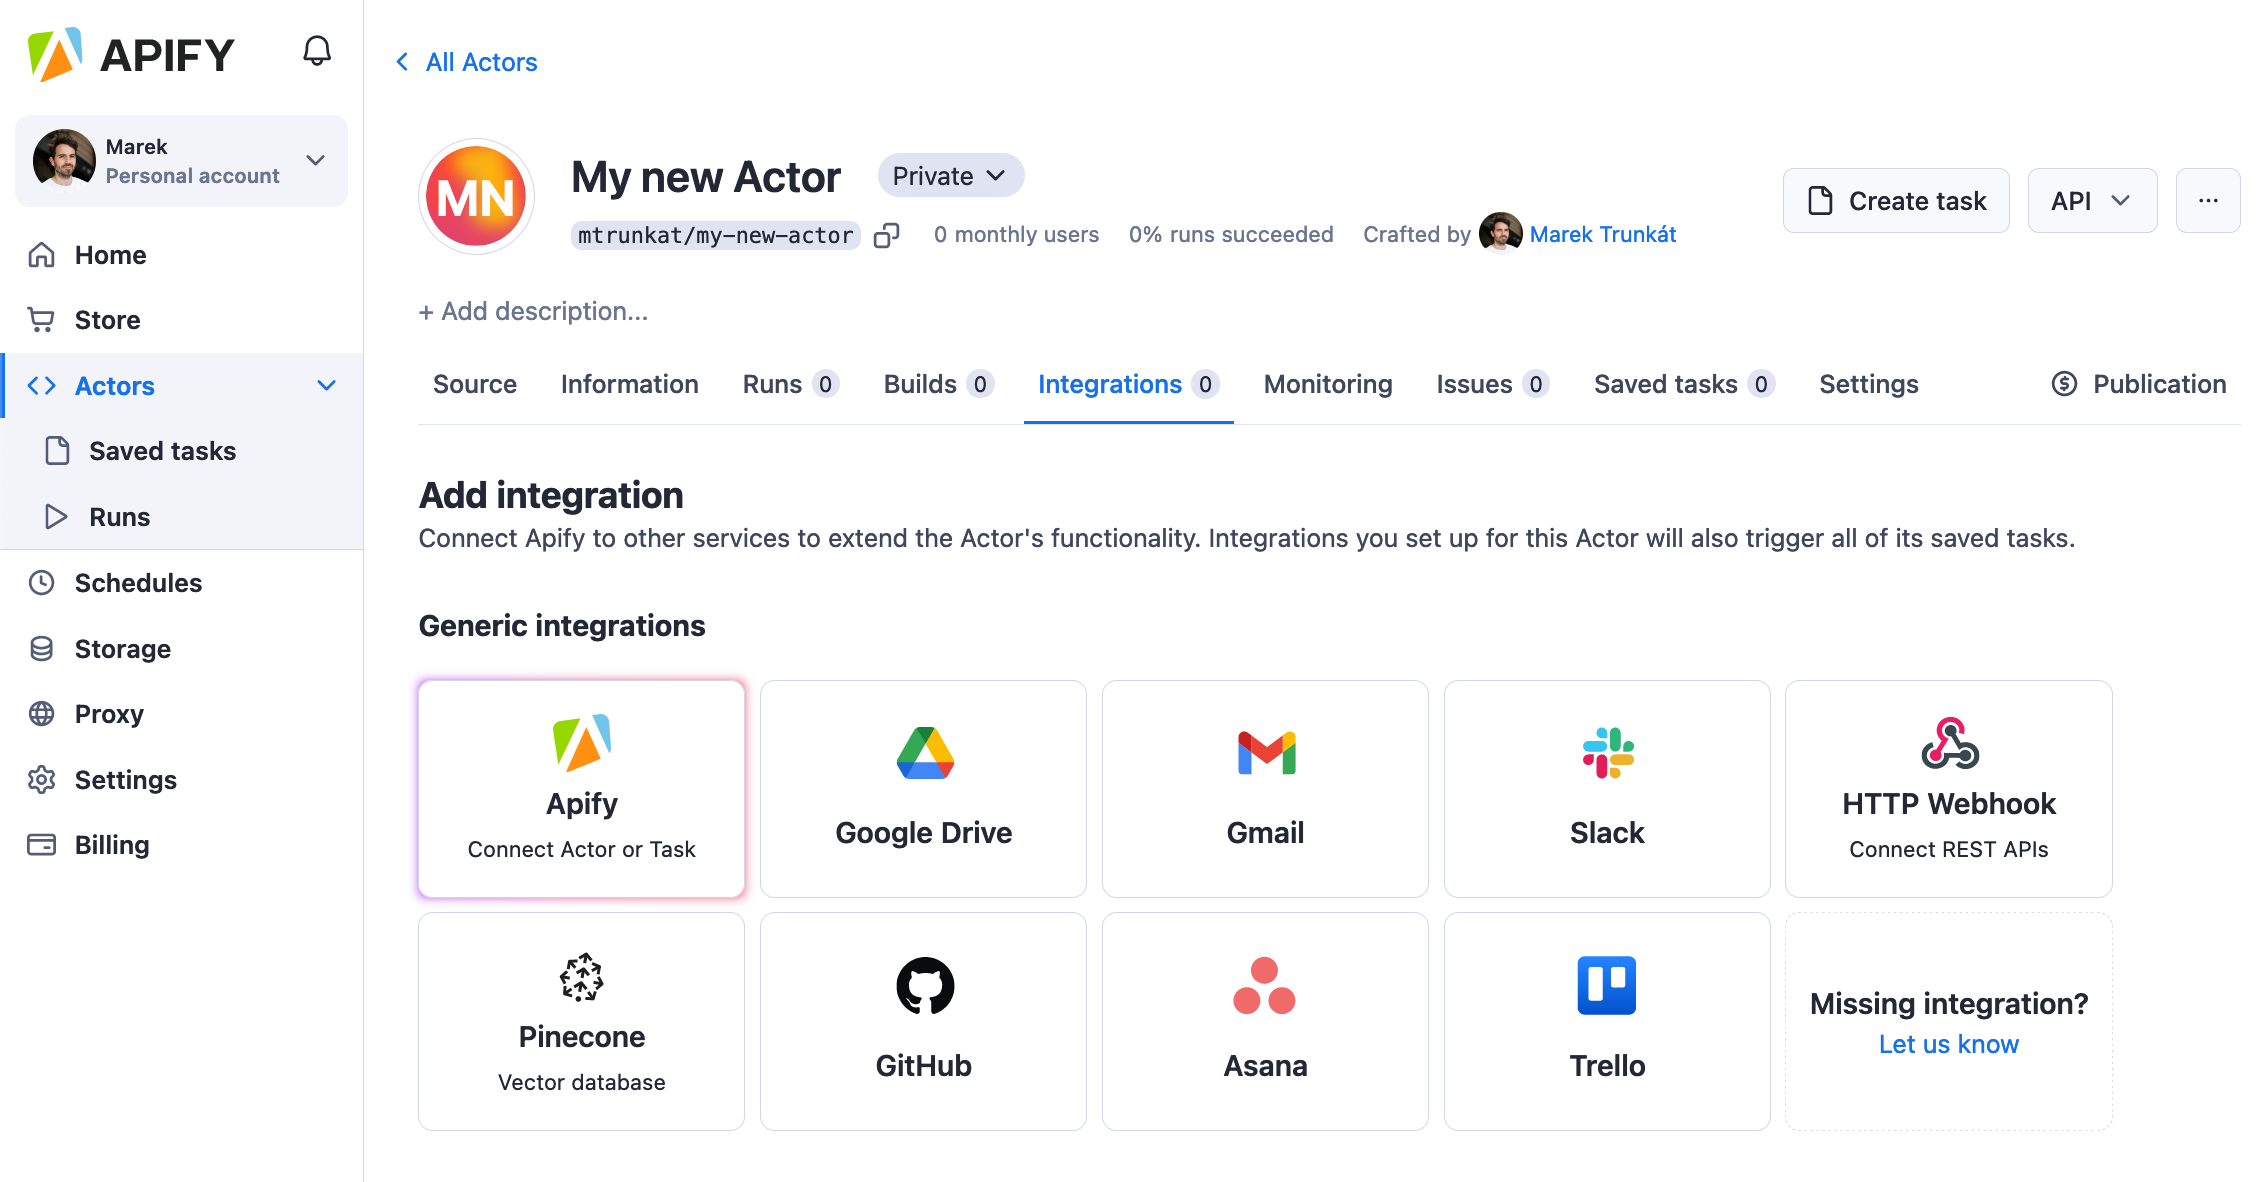 APIFY
Marek
Personal account
Home
Store
Actors
Saved tasks
Runs
Schedules
Storage
Proxy
Settings
Billing
All Actors
MN
My new Actor
Private
mtrunkat/my-new-actor
0 monthly users
0% runs succeeded
Crafted by Marek Trunkát
Create task
API
+ Add description...
Source
Information
Runs 0
Builds 0
Integrations 0
Monitoring
Issues 0
Saved tasks 0
Settings
Publication
Add integration
Connect Apify to other services to extend the Actor's functionality. Integrations you set up for this Actor will also trigger all of its saved tasks.
Generic integrations
Apify
Connect Actor or Task
Google Drive
Gmail
Slack
HTTP Webhook
Connect REST APIs
Pinecone
Vector database
GitHub
Asana
Trello
Missing integration?
Let us know